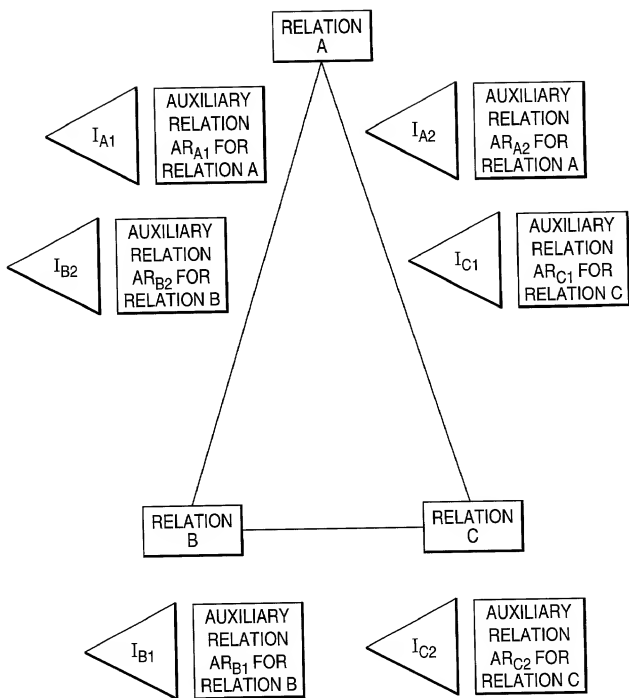 RELATION
A
I_A1
AUXILIARY
RELATION
AR_A1 FOR
RELATION A
I_A2
AUXILIARY
RELATION
AR_A2 FOR
RELATION A
I_B2
AUXILIARY
RELATION
AR_B2 FOR
RELATION B
I_C1
AUXILIARY
RELATION
AR_C1 FOR
RELATION C
RELATION
B
RELATION
C
I_B1
AUXILIARY
RELATION
AR_B1 FOR
RELATION B
I_C2
AUXILIARY
RELATION
AR_C2 FOR
RELATION C